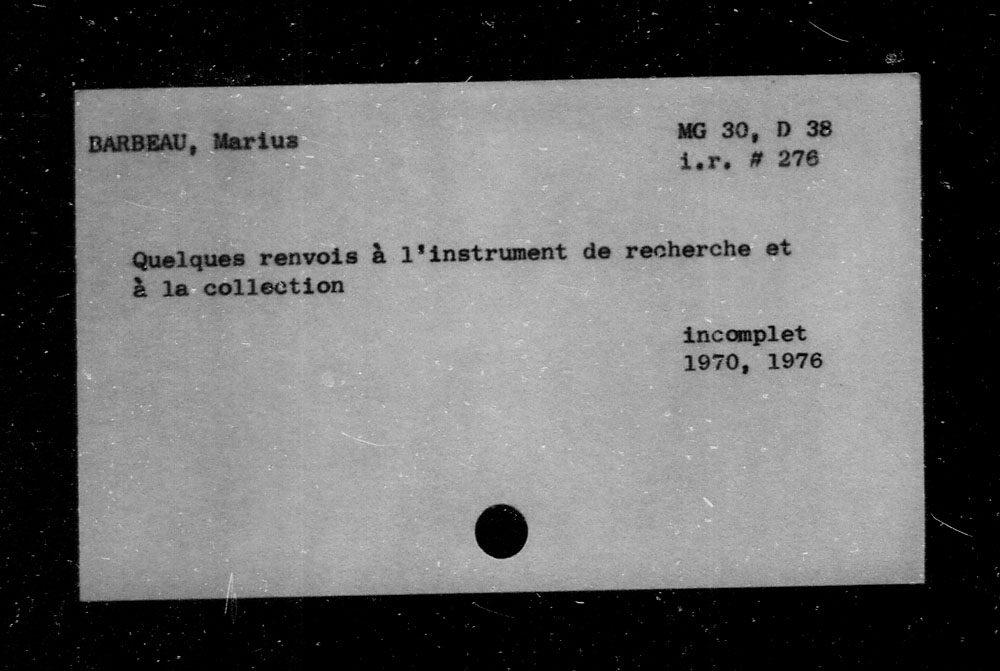 BARBEAU, Marius
MG 30, D 38
i.r. # 276
Quelques renvois à l'instrument de recherche et
à la collection
incomplet
1970, 1976